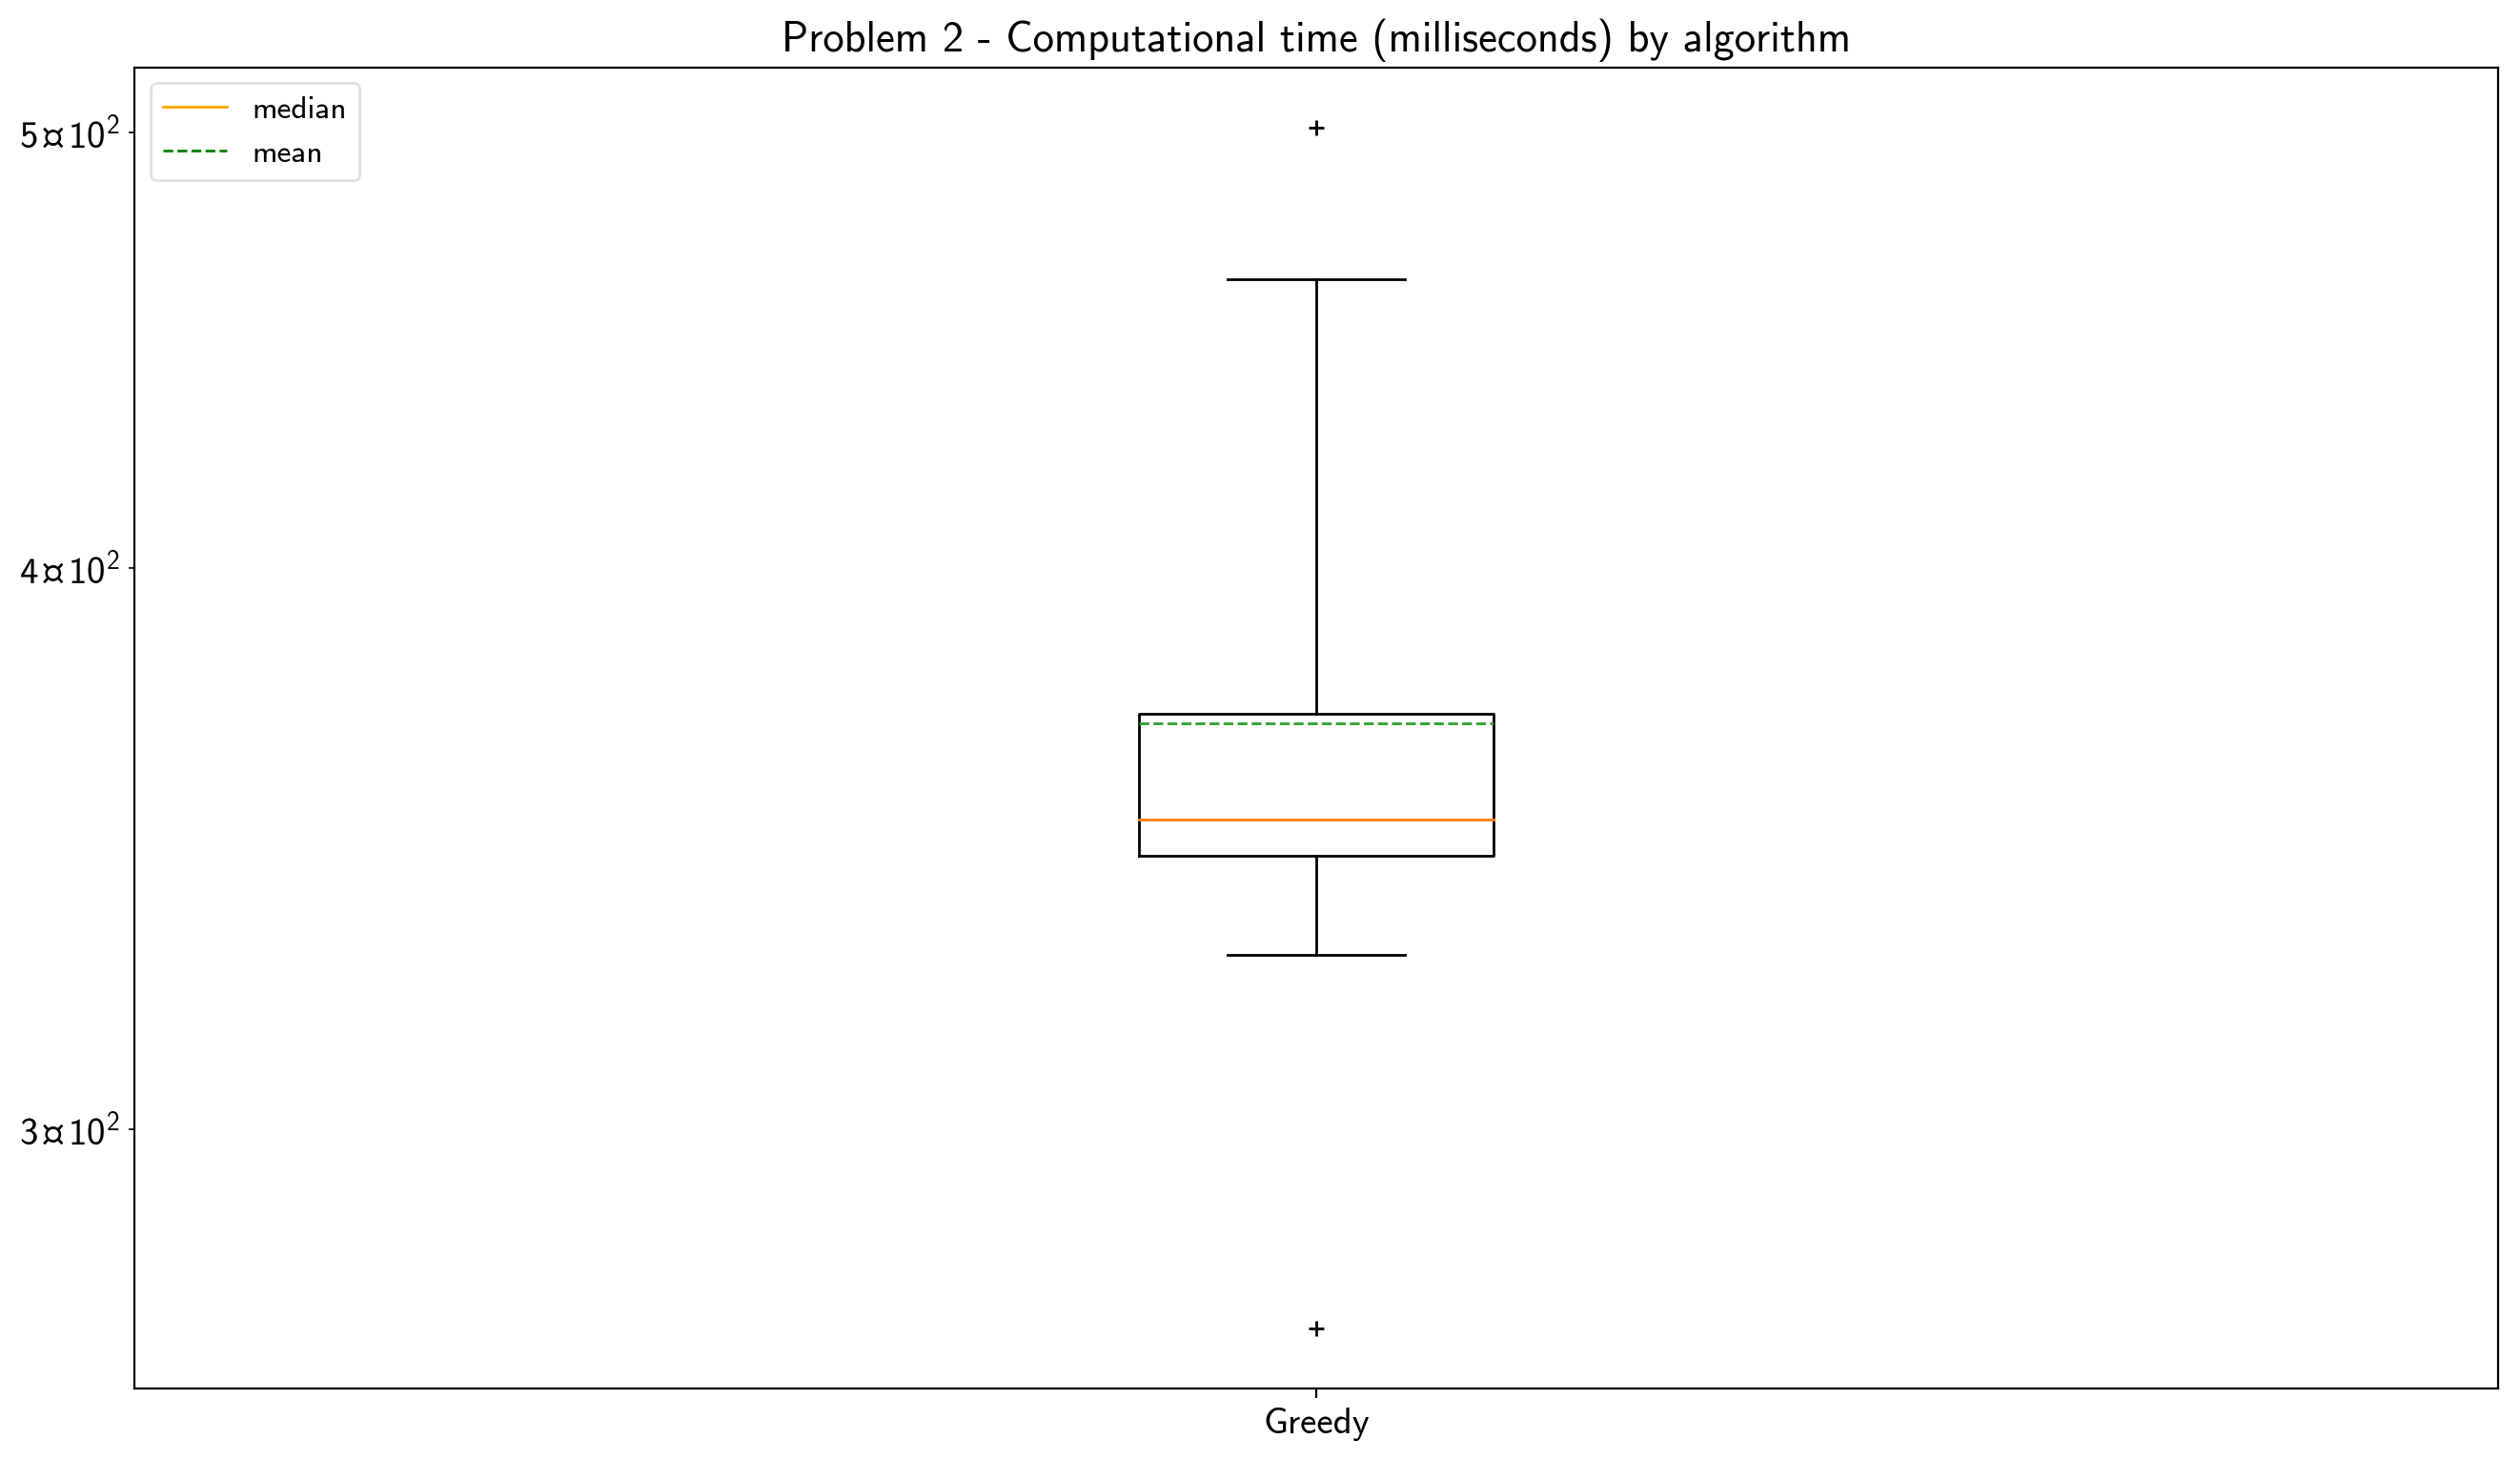 Problem 2 - Computational time (milliseconds) by algorithm
median
mean
5¤10²
4¤10²
3¤10²
Greedy